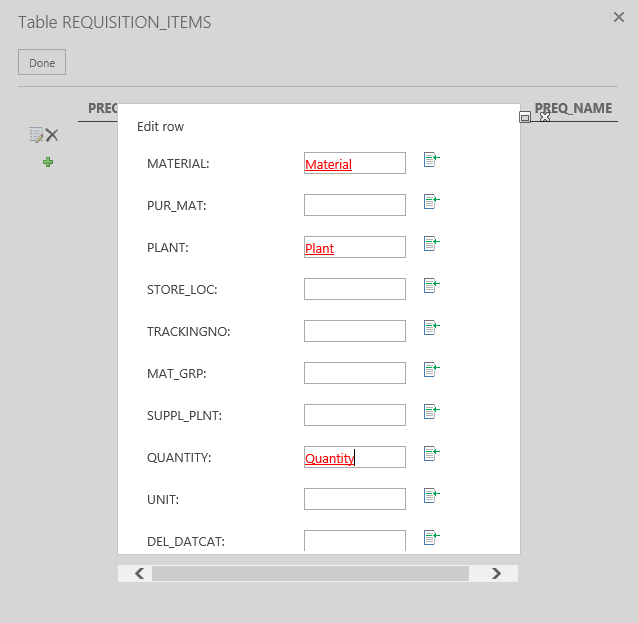 Table REQUISITION_ITEMS
Done
PREQ_NAME
Edit row
MATERIAL: Material
PUR_MAT:
PLANT: Plant
STORE_LOC:
TRACKINGNO:
MAT_GRP:
SUPPL_PLNT:
QUANTITY: Quantity
UNIT:
DEL_DATCAT: